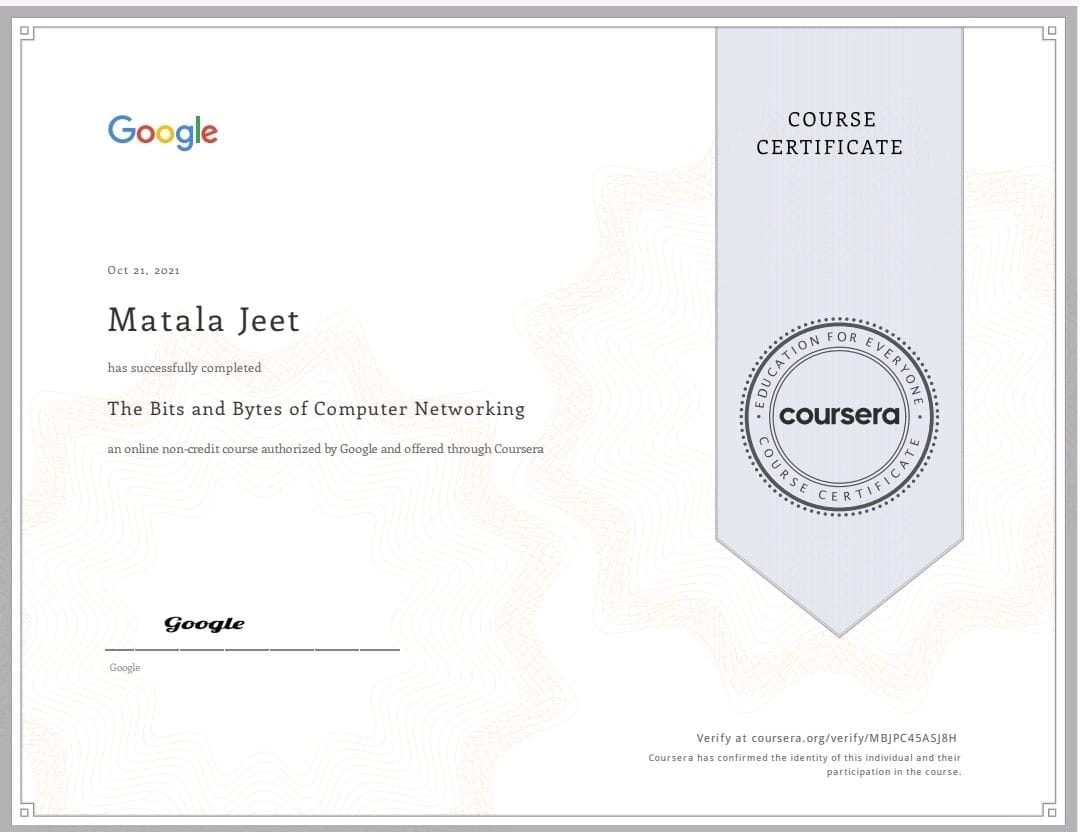 Google
COURSE
CERTIFICATE
Oct 21, 2021
Matala Jeet
has successfully completed
The Bits and Bytes of Computer Networking
an online non-credit course authorized by Google and offered through Coursera
EDUCATION FOR EVERYONE
coursera
COURSE CERTIFICATE
Google
Google
Verify at coursera.org/verify/MBJPC45ASJ8H
Coursera has confirmed the identity of this individual and their
participation in the course.